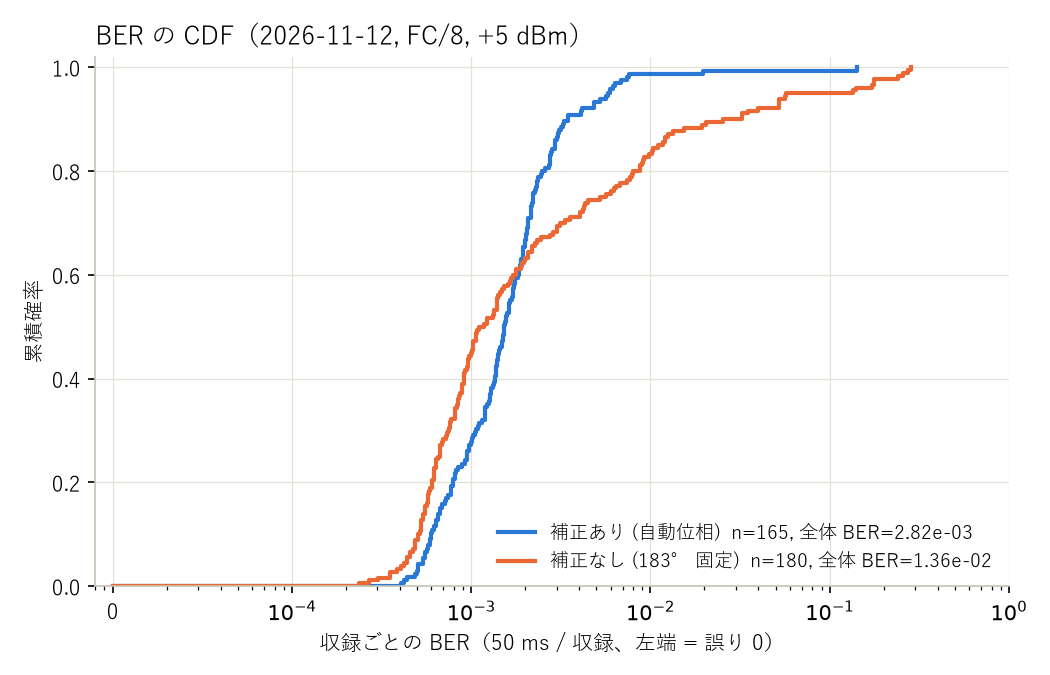 BER の CDF（2026-11-12, FC/8, +5 dBm）
1.0
0.8
0.6
0.4
0.2
0.0
累積確率
補正あり (自動位相) n=165, 全体 BER=2.82e-03
補正なし (183° 固定) n=180, 全体 BER=1.36e-02
0 10⁻⁴ 10⁻³ 10⁻² 10⁻¹ 10⁰
収録ごとの BER（50 ms / 収録、左端 = 誤り 0）